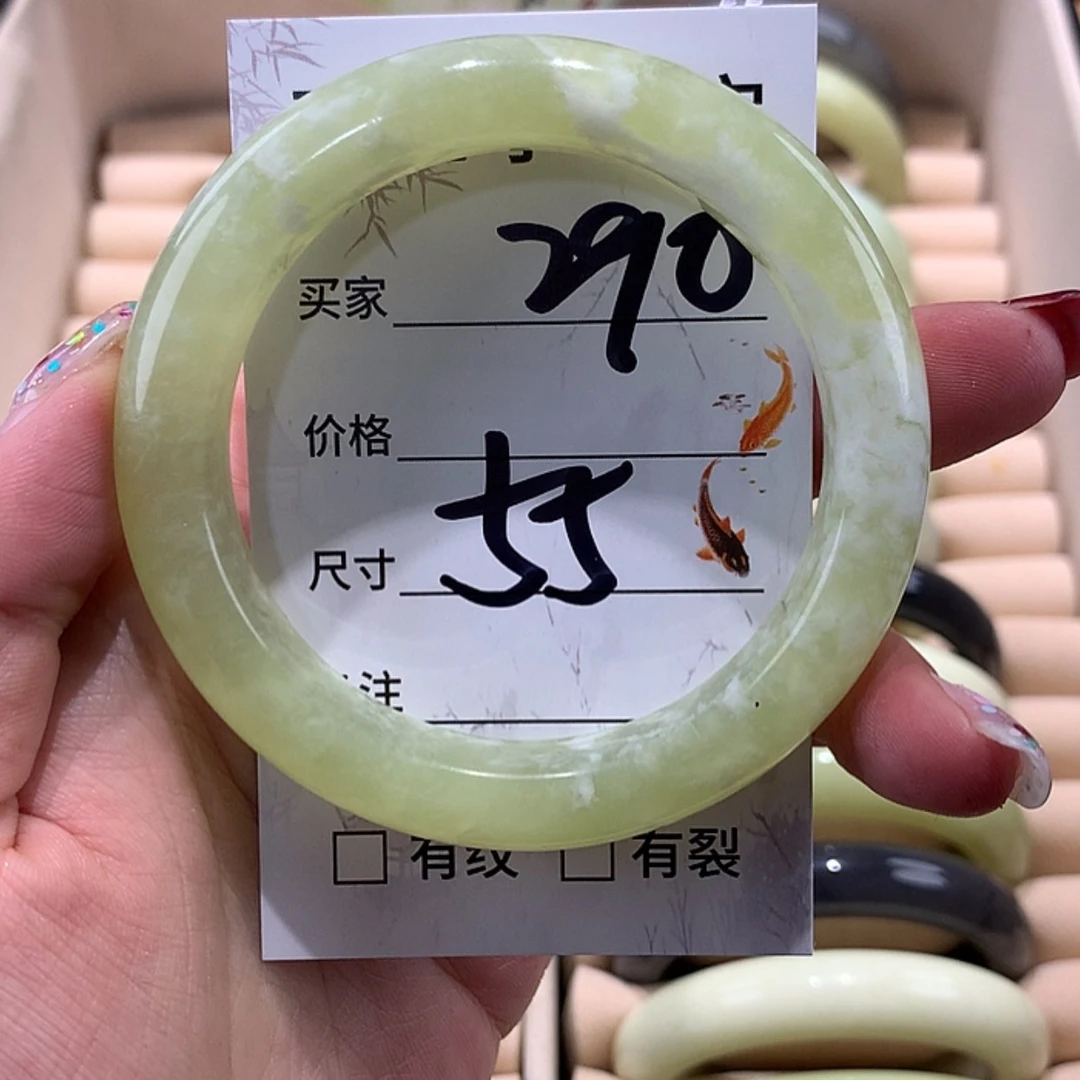 买家 290
价格
尺寸 55
注
□ 有纹 □ 有裂